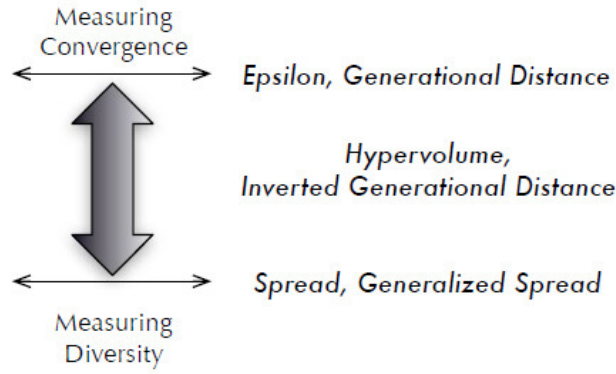 Measuring
Convergence
Epsilon, Generational Distance
Hypervolume,
Inverted Generational Distance
Spread, Generalized Spread
Measuring
Diversity